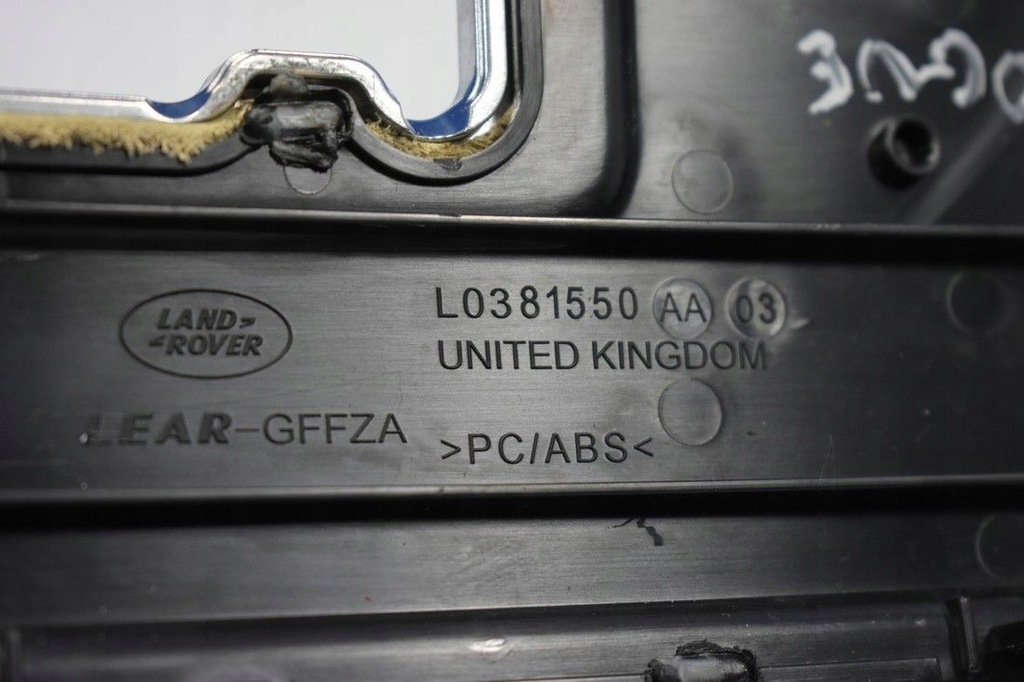 LAND>
<ROVER
L0381550 AA 03
UNITED KINGDOM
LEAR-GFFZA
>PC/ABS<